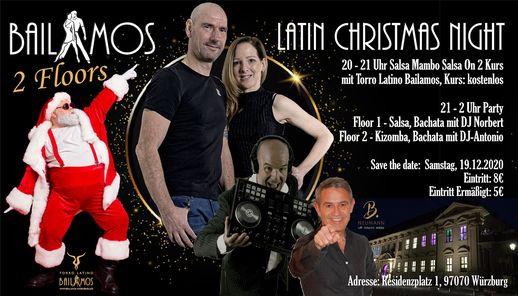 BAILAMOS
2 Floors
LATIN CHRISTMAS NIGHT
20 - 21 Uhr Salsa Mambo Salsa On 2 Kurs
mit Torro Latino Bailamos, Kurs: kostenlos
21 - 2 Uhr Party
Floor 1 - Salsa, Bachata mit DJ Norbert
Floor 2 - Kizomba, Bachata mit DJ-Antonio
Save the date: Samstag, 19.12.2020
Eintritt: 8€
Eintritt Ermäßigt: 5€
B.
NEUMANN
Adresse: Residenzplatz 1, 97070 Würzburg
TORRO LATINO
BAILAMOS